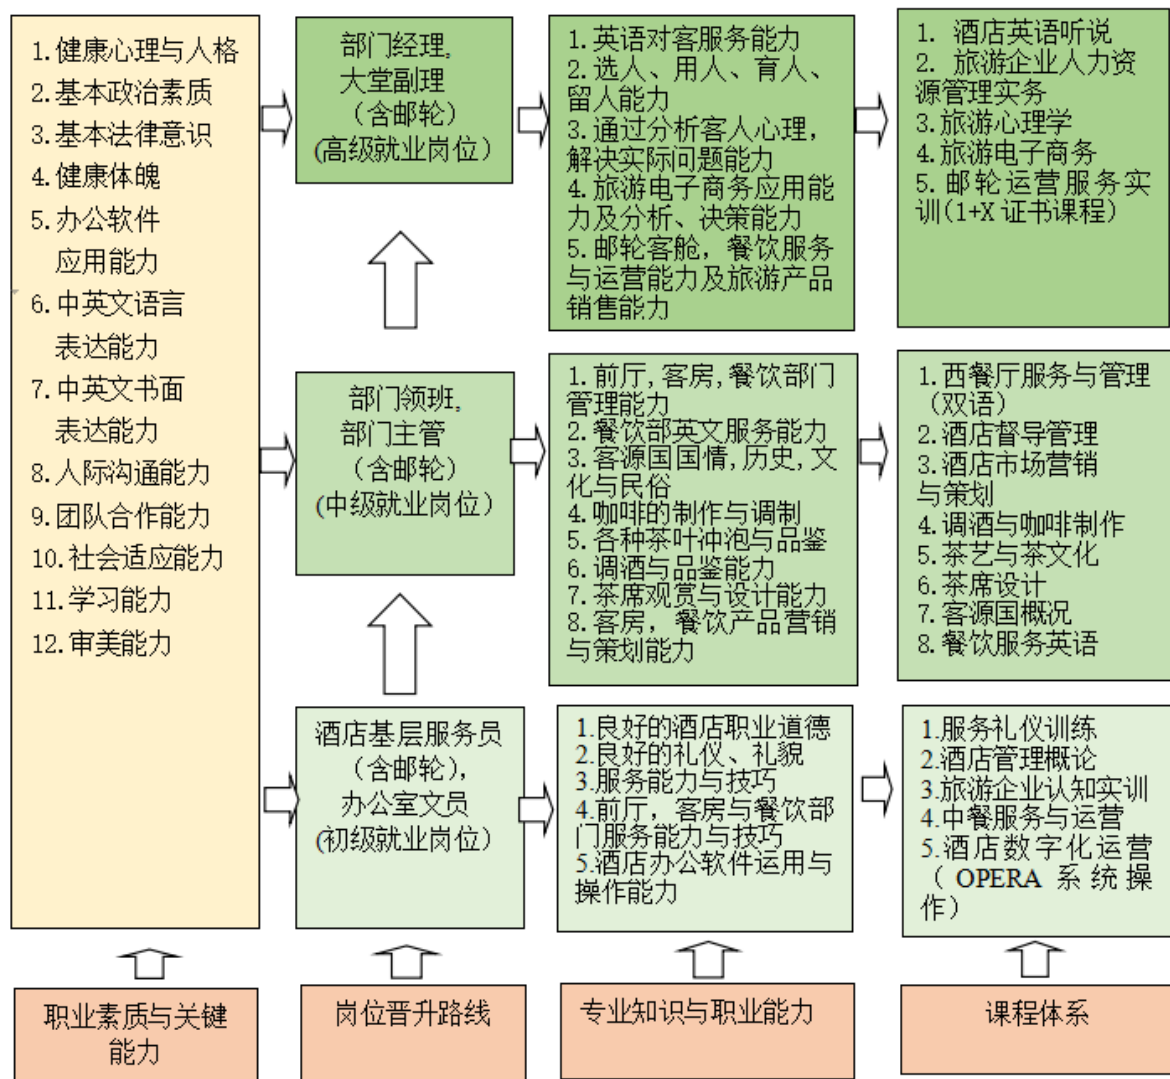 1.健康心理与人格
2.基本政治素质
3.基本法律意识
4.健康体魄
5.办公软件
应用能力
6.中英文语言
表达能力
7.中英文书面
表达能力
8.人际沟通能力
9.团队合作能力
10.社会适应能力
11.学习能力
12.审美能力
部门经理,
大堂副理
（含邮轮）
(高级就业岗位）
1.英语对客服务能力
2.选人、用人、育人、
留人能力
3.通过分析客人心理，
解决实际问题能力
4.旅游电子商务应用能
力及分析、决策能力
5.邮轮客舱，餐饮服务
与运营能力及旅游产品
销售能力
1. 酒店英语听说
2. 旅游企业人力资
源管理实务
3.旅游心理学
4.旅游电子商务
5.邮轮运营服务实
训(1+X 证书课程）
部门领班,
部门主管
（含邮轮）
(中级就业岗位）
1.前厅,客房,餐饮部门
管理能力
2.餐饮部英文服务能力
3.客源国国情,历史,文
化与民俗
4.咖啡的制作与调制
5.各种茶叶冲泡与品鉴
6.调酒与品鉴能力
7.茶席观赏与设计能力
8.客房，餐饮产品营销
与策划能力
1.西餐厅服务与管理
（双语）
2.酒店督导管理
3.酒店市场营销
与策划
4.调酒与咖啡制作
5.茶艺与茶文化
6.茶席设计
7.客源国概况
8.餐饮服务英语
酒店基层服务员
（含邮轮),
办公室文员
(初级就业岗位）
1.良好的酒店职业道德
2.良好的礼仪、礼貌
3.服务能力与技巧
4.前厅，客房与餐饮部
门服务能力与技巧
5.酒店办公软件运用与
操作能力
1.服务礼仪训练
2.酒店管理概论
3.旅游企业认知实训
4.中餐服务与运营
5.酒店数字化运营
（ OPERA 系统操
作）
职业素质与关键
能力
岗位晋升路线
专业知识与职业能力
课程体系